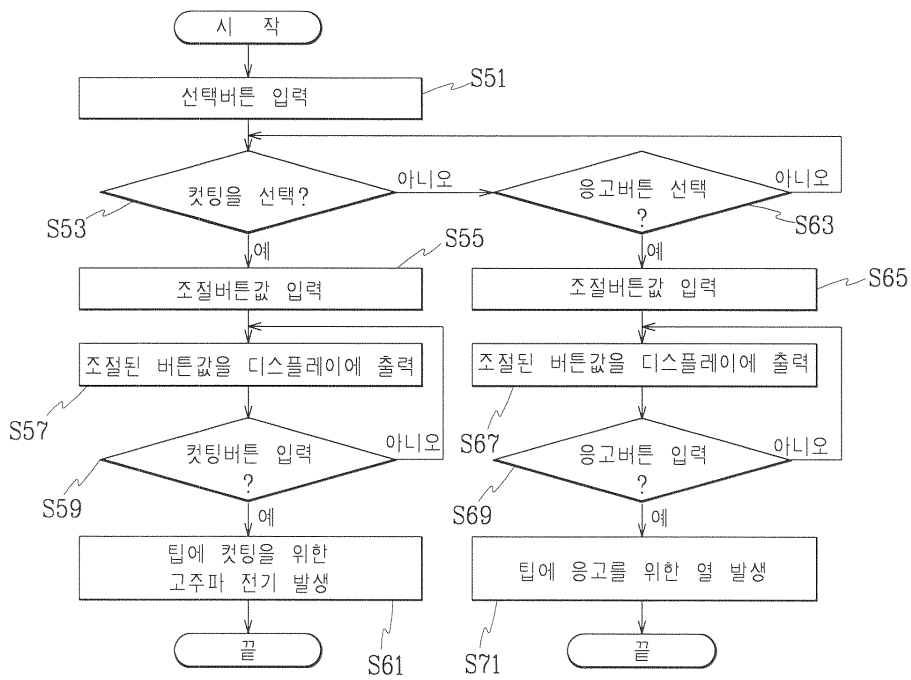 시 작
S51
선택버튼 입력
컷팅을 선택?
아니오
S53
예
응고버튼 선택
?
아니오
S63
예
S55
조절버튼값 입력
S65
조절버튼값 입력
조절된 버튼값을 디스플레이에 출력
S57
조절된 버튼값을 디스플레이에 출력
S67
컷팅버튼 입력
?
아니오
S59
예
응고버튼 입력
?
아니오
S69
예
팁에 컷팅을 위한
고주파 전기 발생
S61
팁에 응고를 위한 열 발생
S71
끝
끝